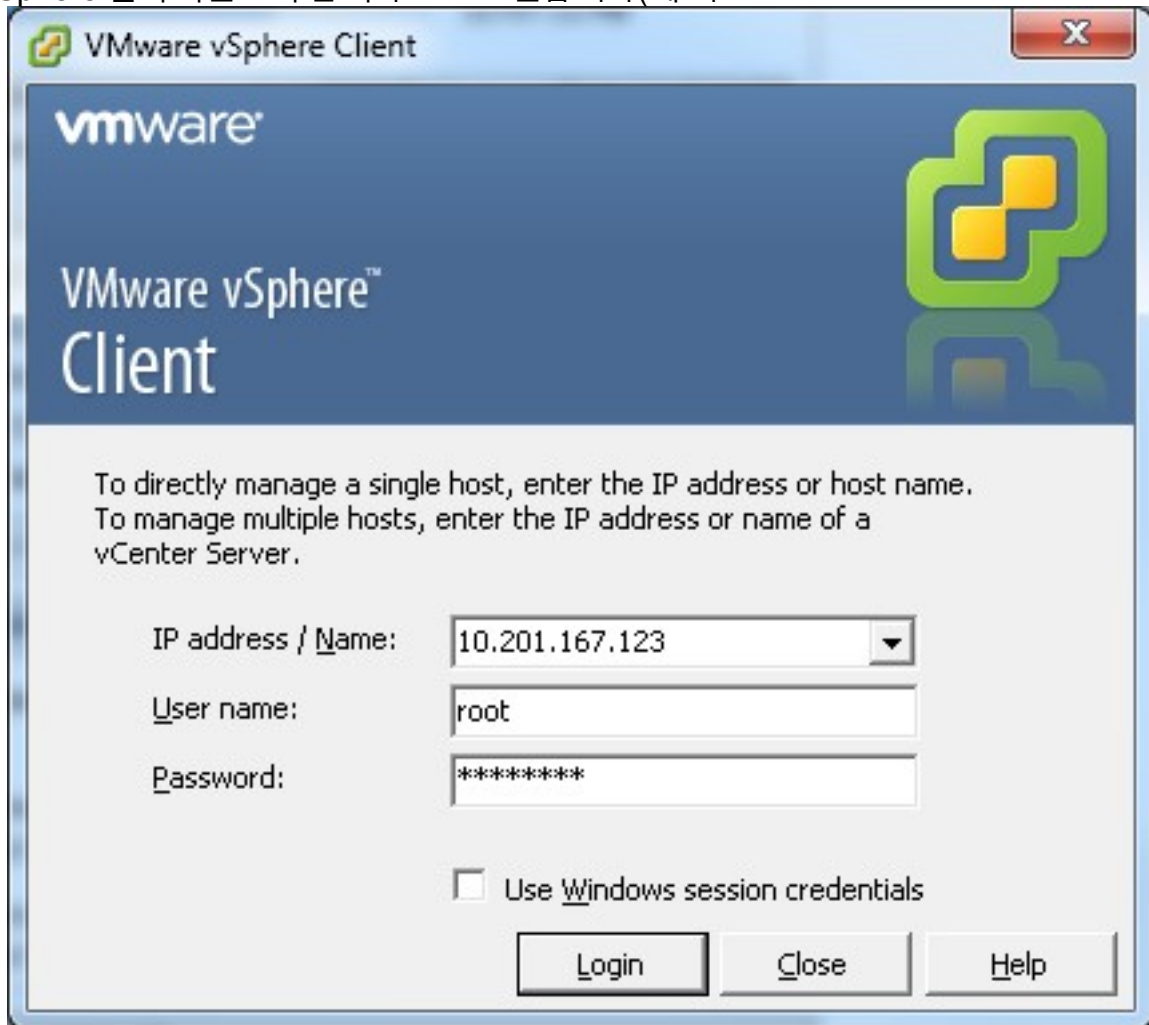 VMware vSphere Client
vmware
VMware vSphere™
Client
To directly manage a single host, enter the IP address or host name.
To manage multiple hosts, enter the IP address or name of a
vCenter Server.
IP address / Name: 10.201.167.123
User name: root
Password: ********
Use Windows session credentials
Login Close Help